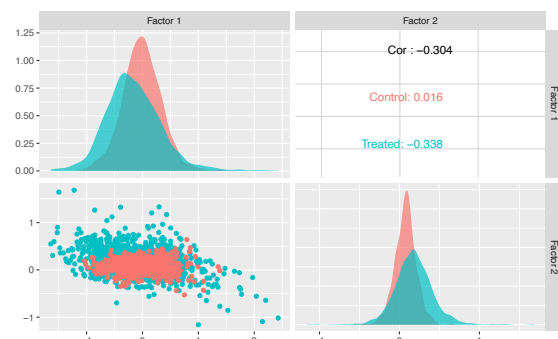 Factor 1
Factor 2
1.25
1.00
0.75
0.50
0.25
0.00
Cor : −0.304
Control: 0.016
Treated: −0.338
Factor 1
1
0
−1
Factor 2